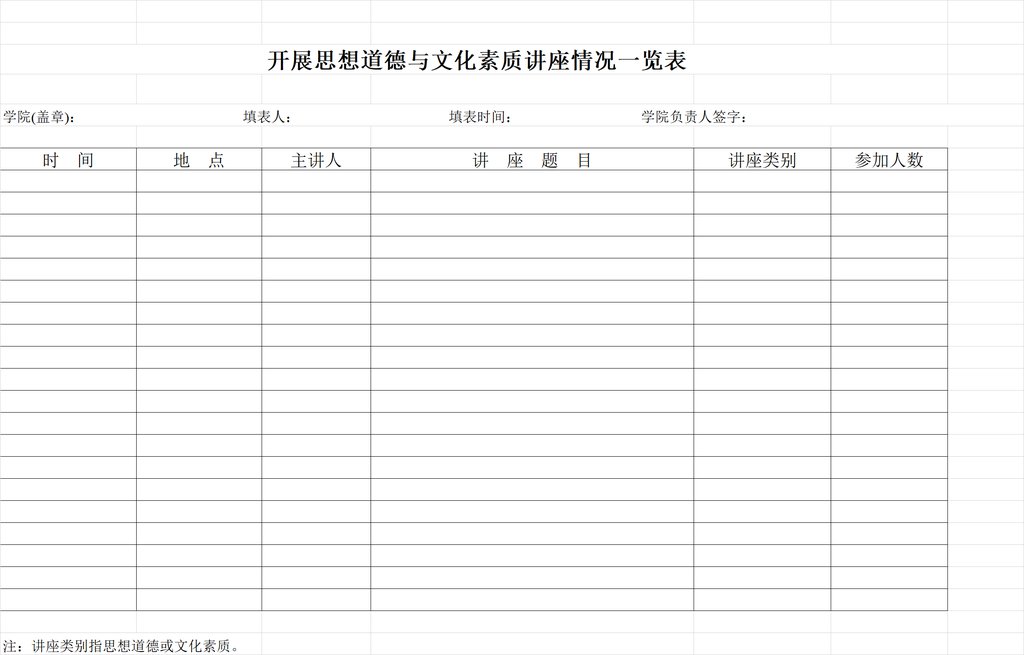 开展思想道德与文化素质讲座情况一览表
学院(盖章): 填表人: 填表时间: 学院负责人签字:
时 间 地 点 主讲人 讲 座 题 目 讲座类别 参加人数
注：讲座类别指思想道德或文化素质。